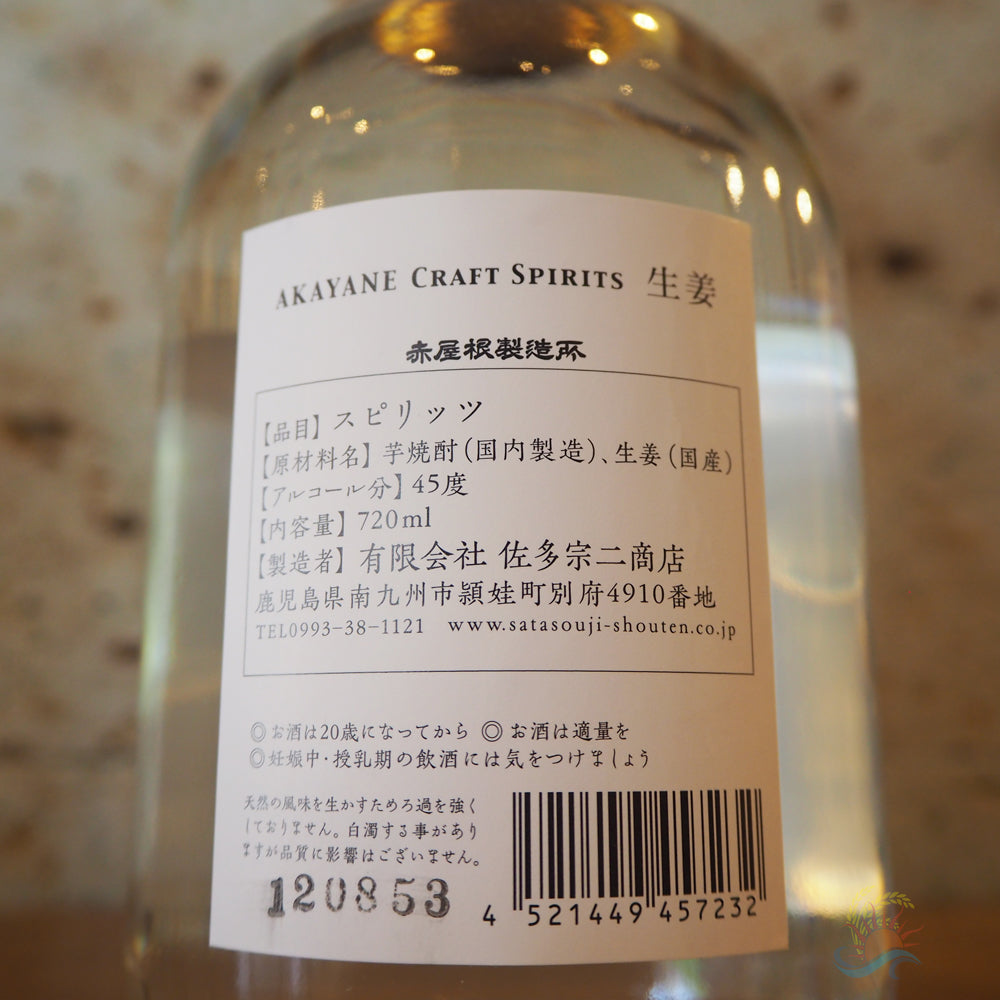 AKAYANE CRAFT SPIRITS 生姜
赤屋根製造所
【品目】スピリッツ
【原材料名】芋焼酎(国内製造)、生姜(国産)
【アルコール分】45度
【内容量】720ml
【製造者】有限会社 佐多宗二商店
鹿児島県南九州市頴娃町別府4910番地
TEL0993-38-1121 www.satasouji-shouten.co.jp
◎お酒は20歳になってから ◎お酒は適量を
◎妊娠中・授乳期の飲酒には気をつけましょう
天然の風味を生かすためろ過を強く
しておりません。白濁する事があり
ますが品質に影響はございません。
120853
4 521449 457232